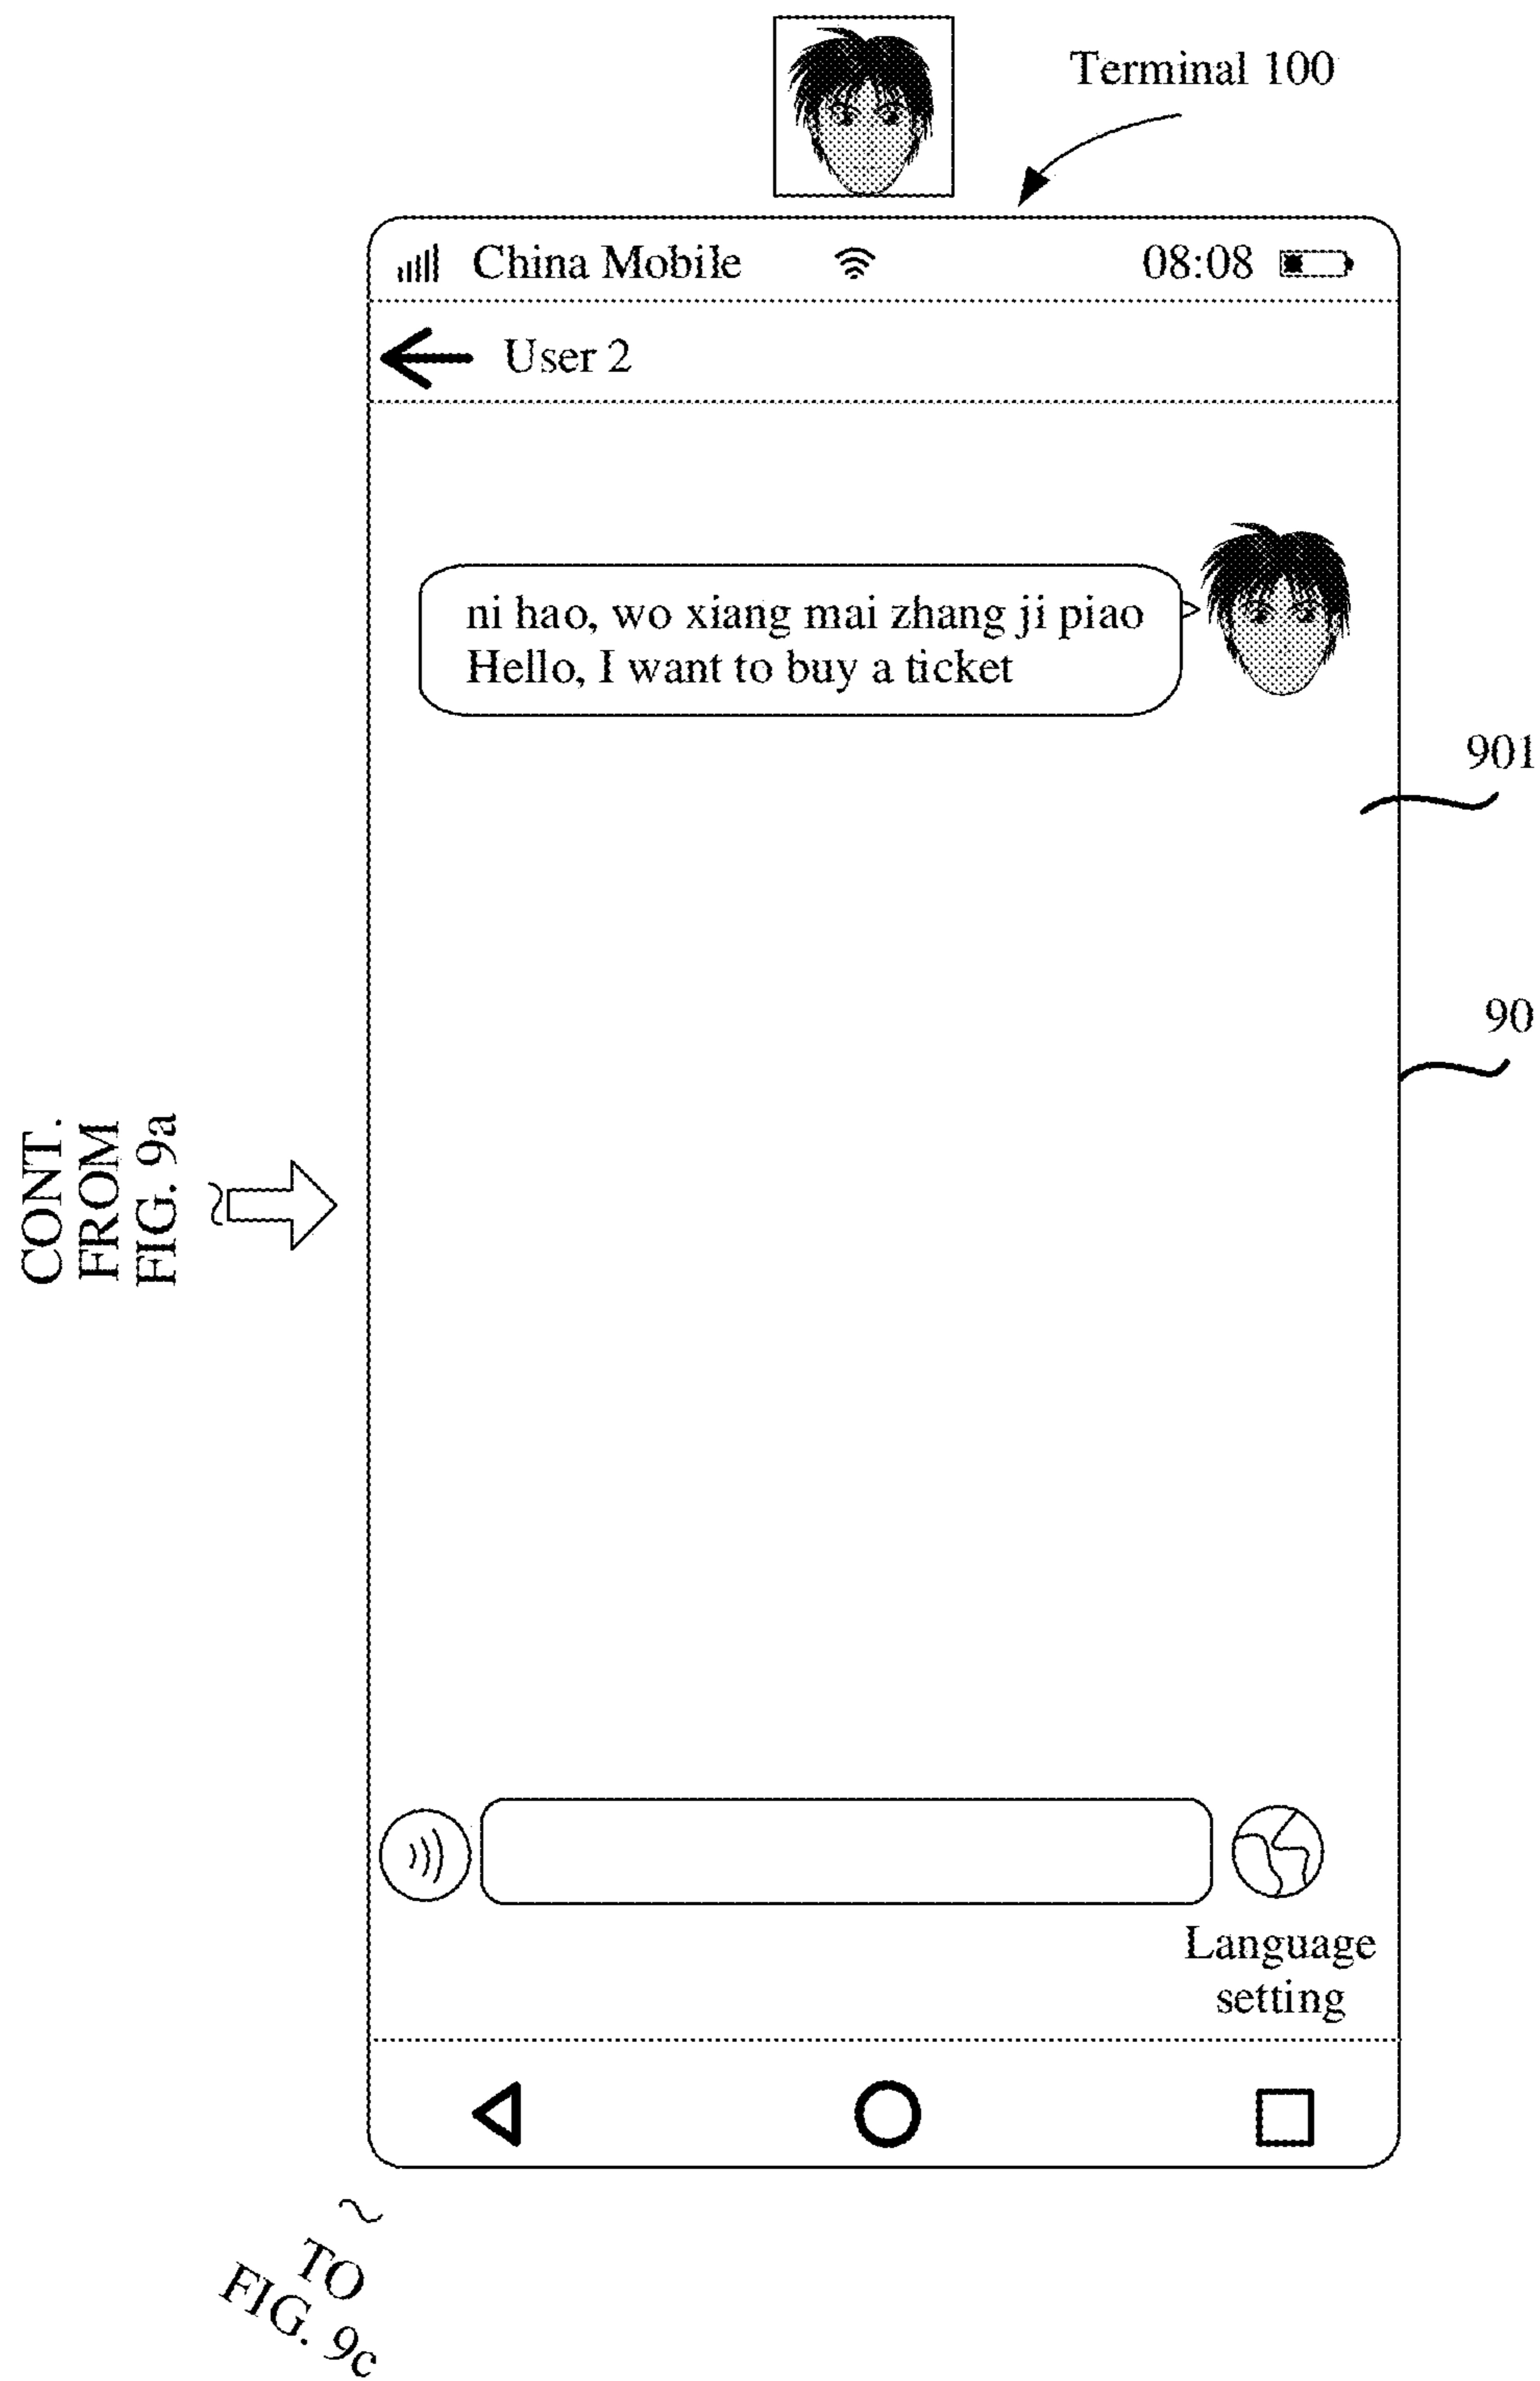 Terminal 100
China Mobile 08:08
User 2
ni hao, wo xiang mai zhang ji piao
Hello, I want to buy a ticket
901
90
CONT.
FROM
FIG. 9a
Language
setting
TO
FIG. 9c